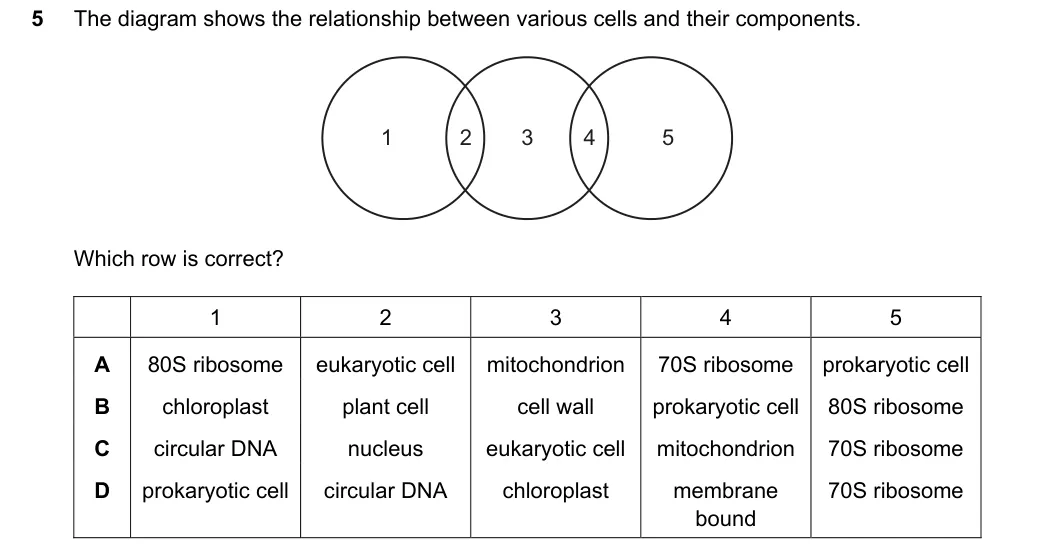 5 The diagram shows the relationship between various cells and their components.
1 2 3 4 5
Which row is correct?
1 2 3 4 5
A 80S ribosome eukaryotic cell mitochondrion 70S ribosome prokaryotic cell
B chloroplast plant cell cell wall prokaryotic cell 80S ribosome
C circular DNA nucleus eukaryotic cell mitochondrion 70S ribosome
D prokaryotic cell circular DNA chloroplast membrane 70S ribosome
bound